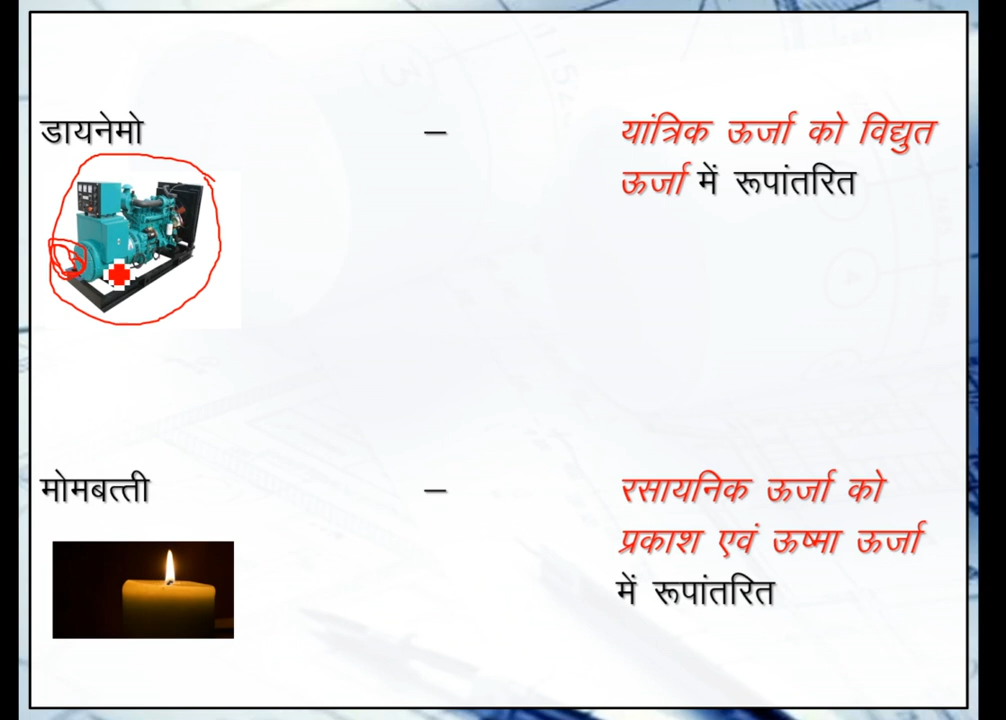 डायनेमो – यांत्रिक ऊर्जा को विद्युत
ऊर्जा में रूपांतरित
मोमबत्ती – रसायनिक ऊर्जा को
प्रकाश एवं ऊष्मा ऊर्जा
में रूपांतरित